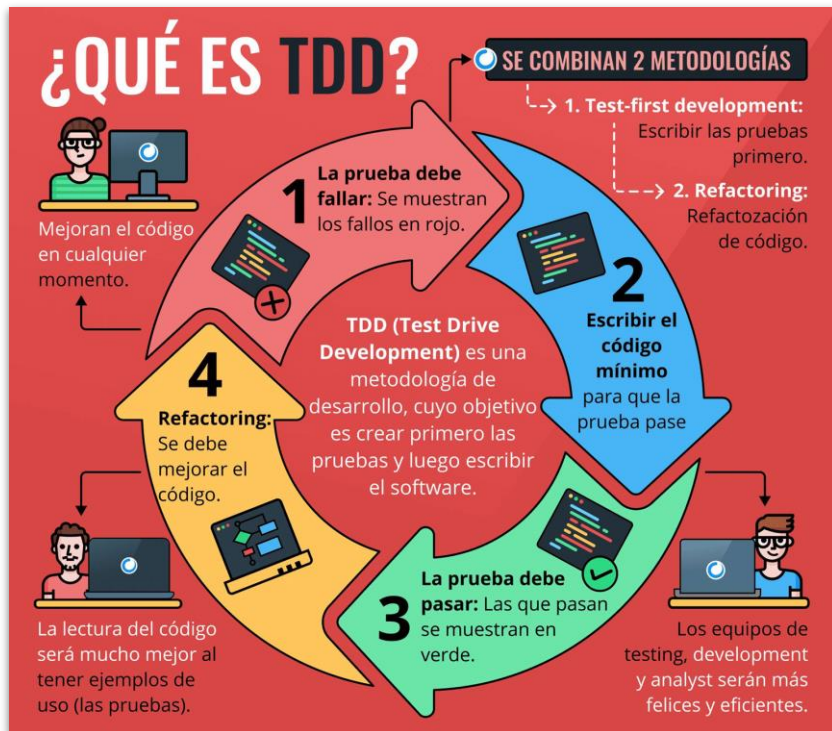 ¿QUÉ ES TDD?
SE COMBINAN 2 METODOLOGÍAS
1. Test-first development:
Escribir las pruebas
primero.
2. Refactoring:
Refactozación
de código.
1
La prueba debe
fallar: Se muestran
los fallos en rojo.
Mejoran el código
en cualquier
momento.
2
Escribir el
código
mínimo
para que la
prueba pase
TDD (Test Drive
Development) es una
metodología de
desarrollo, cuyo objetivo
es crear primero las
pruebas y luego escribir
el software.
4
Refactoring:
Se debe
mejorar el
código.
3
La prueba debe
pasar: Las que pasan
se muestran en
verde.
La lectura del código
será mucho mejor al
tener ejemplos de
uso (las pruebas).
Los equipos de
testing, development
y analyst serán más
felices y eficientes.